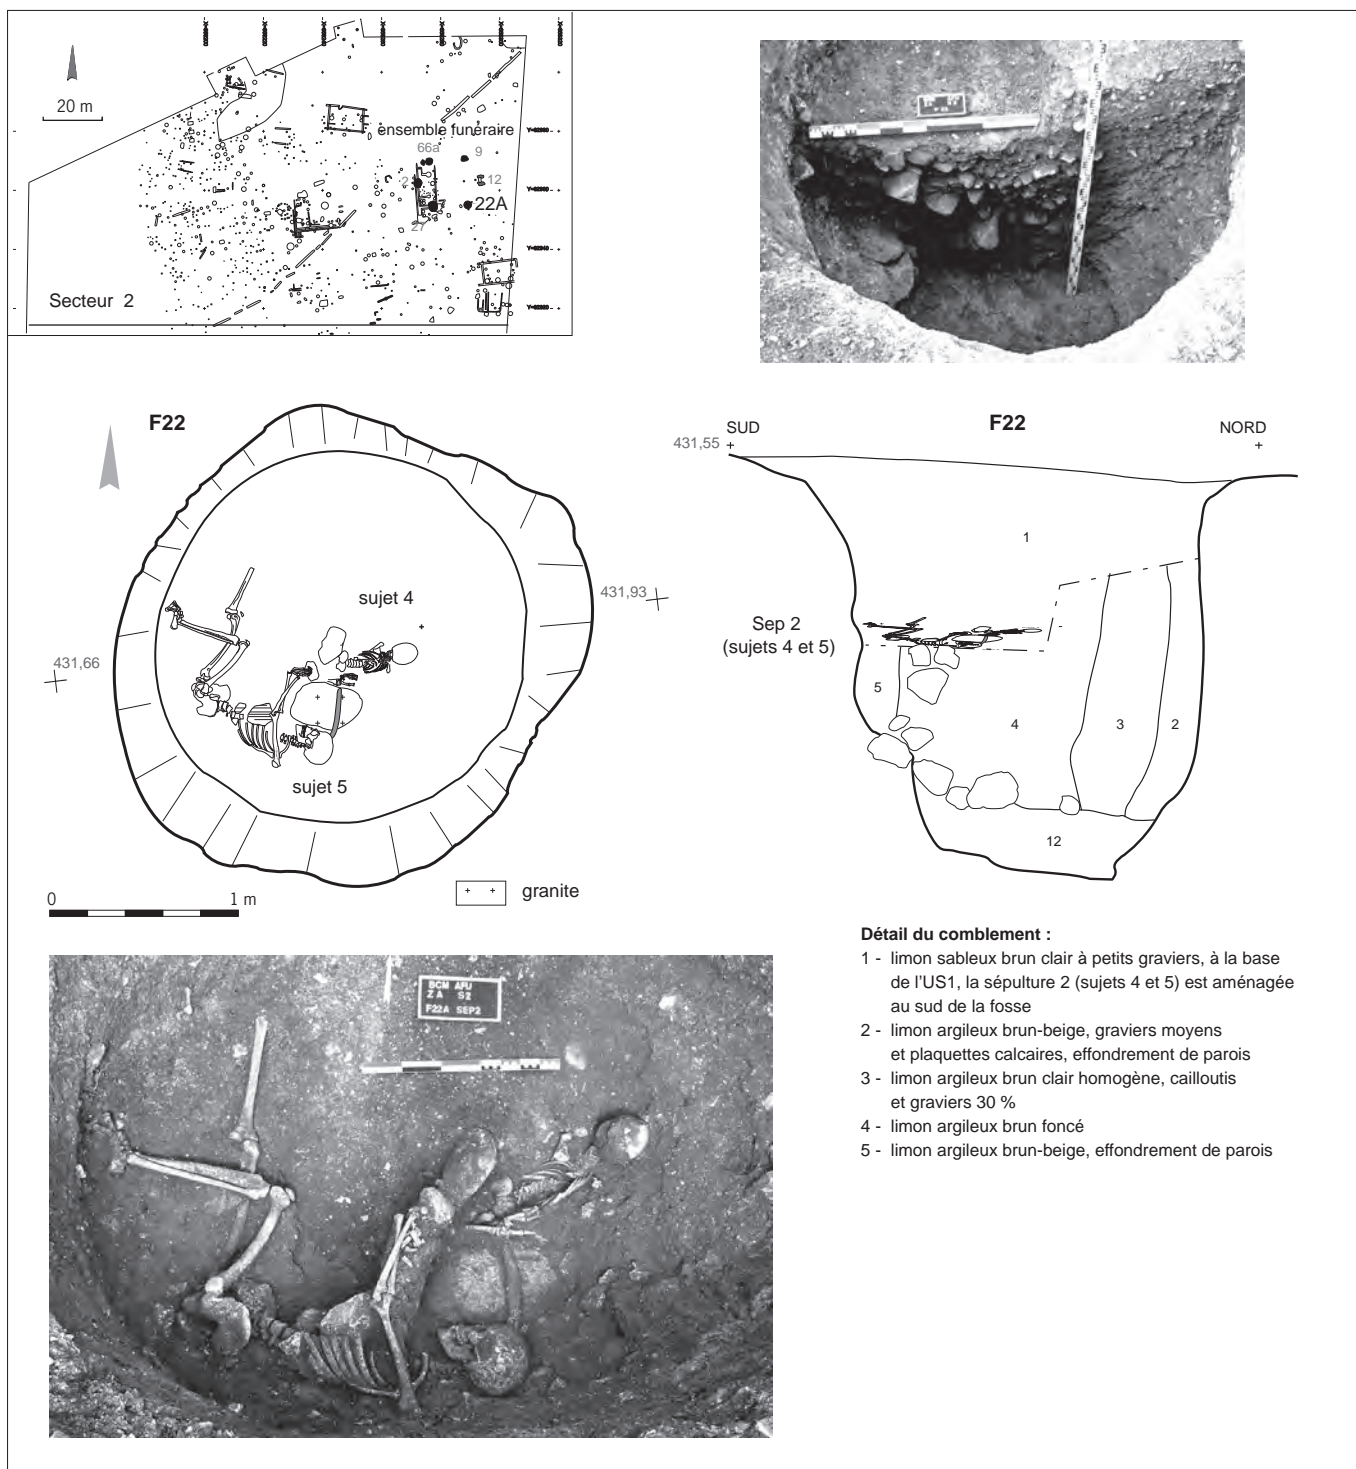 20 m
ensemble funéraire
66a
9
2
12
22A
27
Secteur 2
F22
sujet 4
431,93
431,66
sujet 5
0 1 m
granite
SUD
F22
NORD
431,55
1
Sep 2
(sujets 4 et 5)
5
4
3
2
12
Détail du comblement :
1 - limon sableux brun clair à petits graviers, à la base
de l’US1, la sépulture 2 (sujets 4 et 5) est aménagée
au sud de la fosse
2 - limon argileux brun-beige, graviers moyens
et plaquettes calcaires, effondrement de parois
3 - limon argileux brun clair homogène, cailloutis
et graviers 30 %
4 - limon argileux brun foncé
5 - limon argileux brun-beige, effondrement de parois
BCM AFU
ZA S2
F22A SEP2